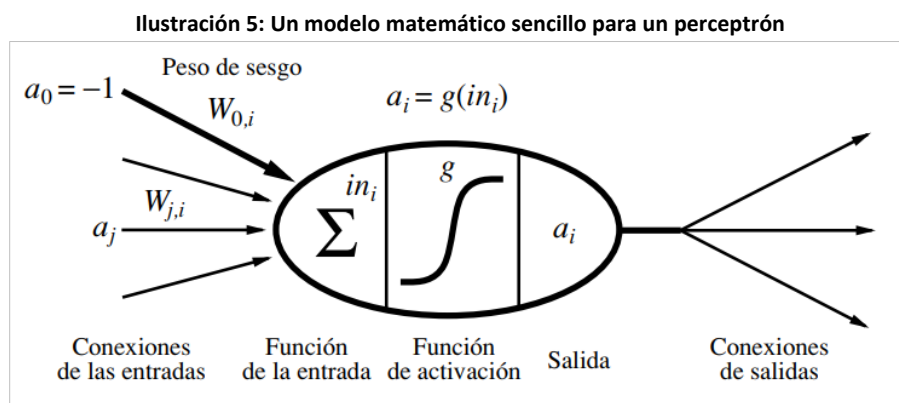 Ilustración 5: Un modelo matemático sencillo para un perceptrón
Peso de sesgo
a₀ = −1
W₀,ᵢ
aᵢ = g(inᵢ)
inᵢ
g
Wⱼ,ᵢ
aⱼ
Σ
aᵢ
Conexiones
de las entradas
Función
de la entrada
Función
de activación
Salida
Conexiones
de salidas